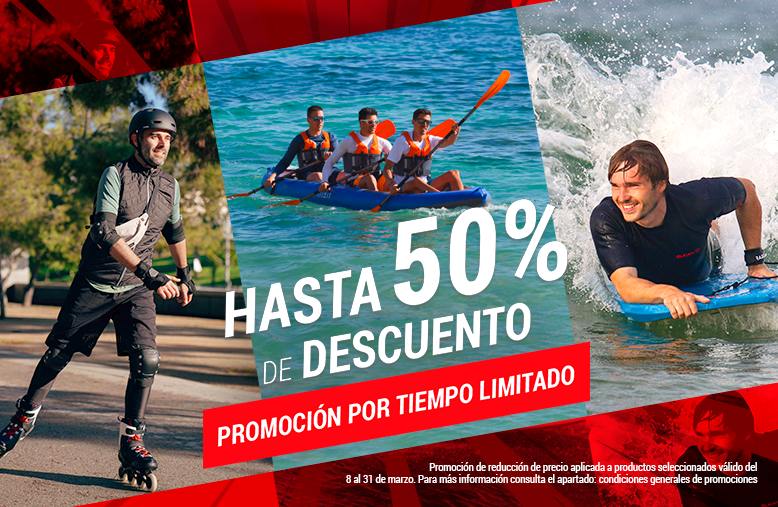 HASTA 50%
DE DESCUENTO
PROMOCIÓN POR TIEMPO LIMITADO
Promoción de reducción de precio aplicada a productos seleccionados válido del
8 al 31 de marzo. Para más información consulta el apartado: condiciones generales de promociones